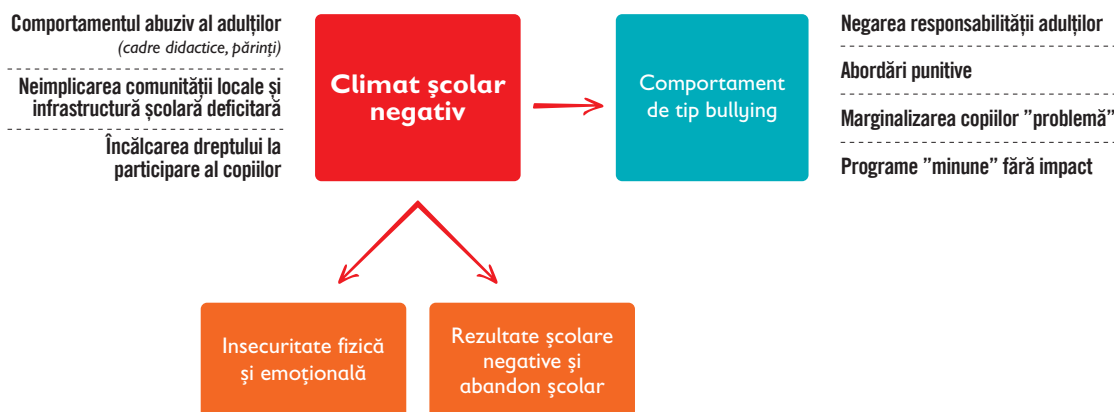 Comportamentul abuziv al adulților
(cadre didactice, părinți)
Neimplicarea comunității locale și
infrastructură școlară deficitară
Încălcarea dreptului la
participare al copiilor
Climat școlar
negativ
Comportament
de tip bullying
Negarea responsabilității adulților
Abordări punitive
Marginalizarea copiilor ”problemă”
Programe ”minune” fără impact
Insecuritate fizică
și emoțională
Rezultate școlare
negative și
abandon școlar